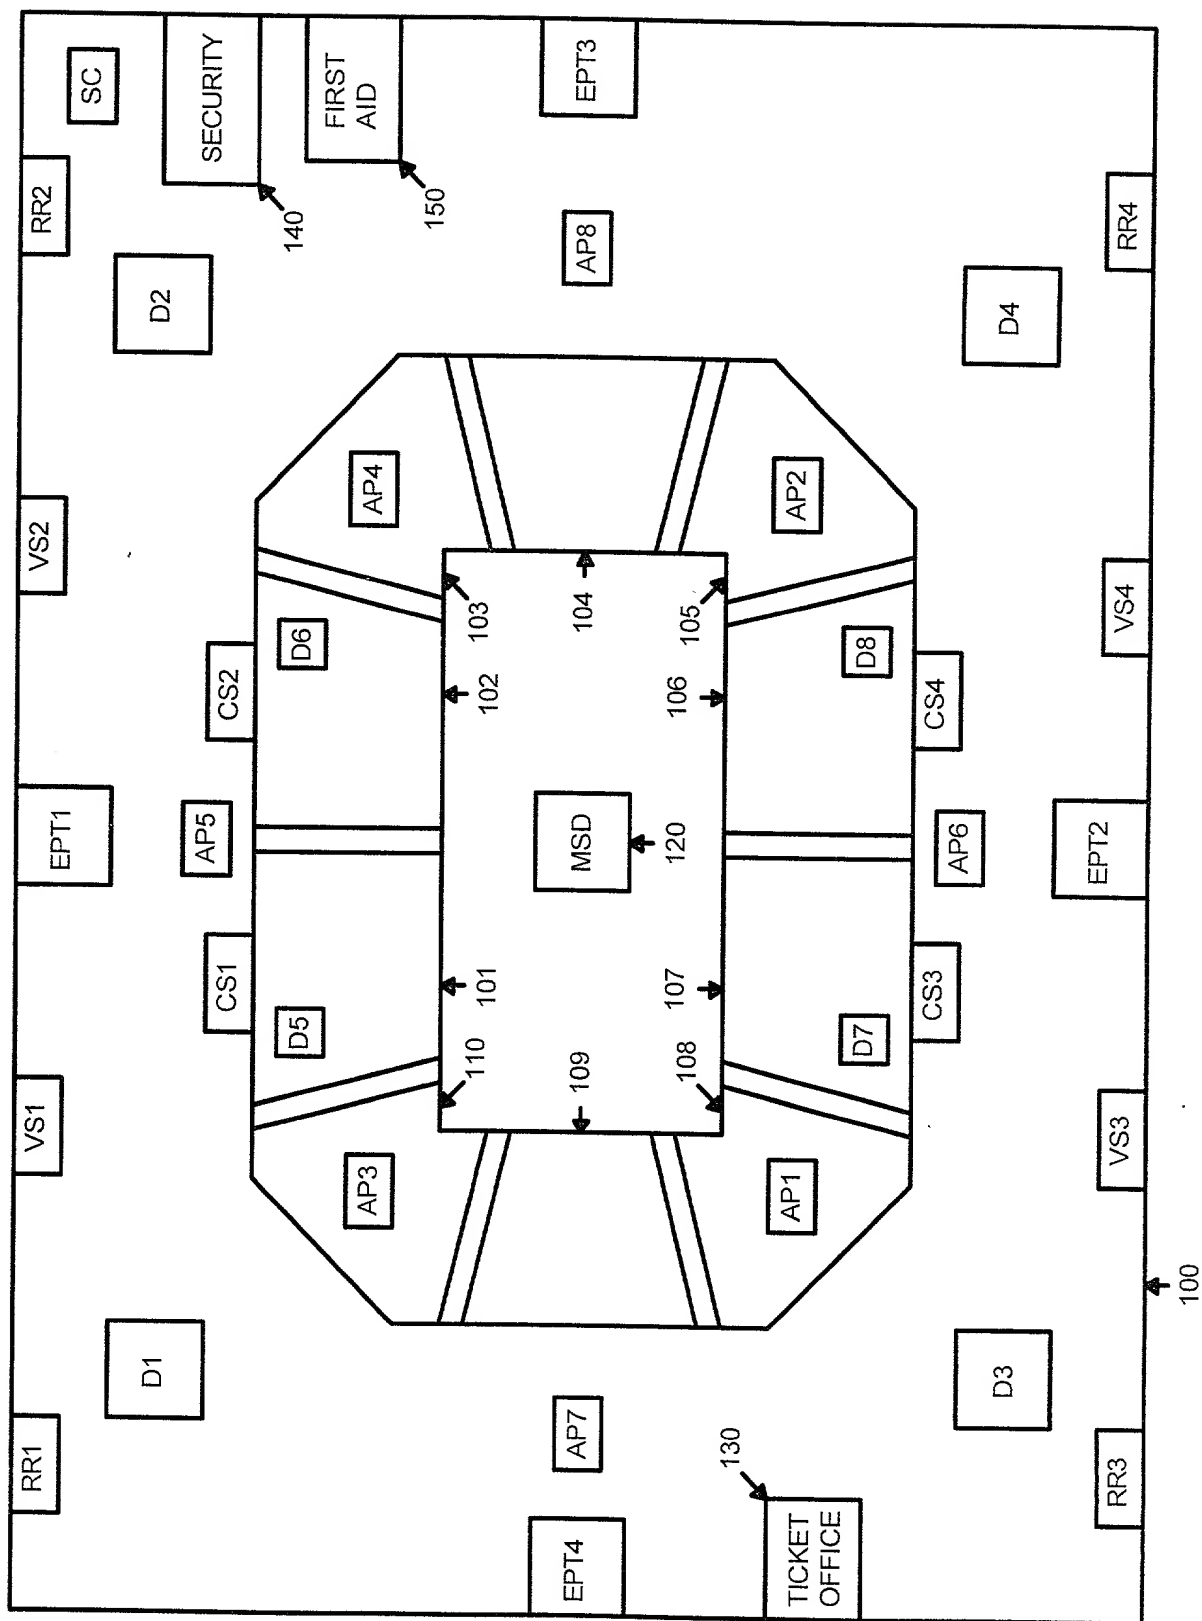 RR1
VS1
EPT1
VS2
RR2
SC
D1
D2
CS1
AP5
CS2
SECURITY
140
D5
D6
FIRST
AID
150
AP3
AP4
110
101
102
103
EPT4
AP7
109
MSD
104
AP8
EPT3
120
108
107
106
105
130
TICKET
OFFICE
AP1
AP2
D7
D8
CS3
AP6
CS4
D3
D4
RR3
VS3
EPT2
VS4
RR4
100